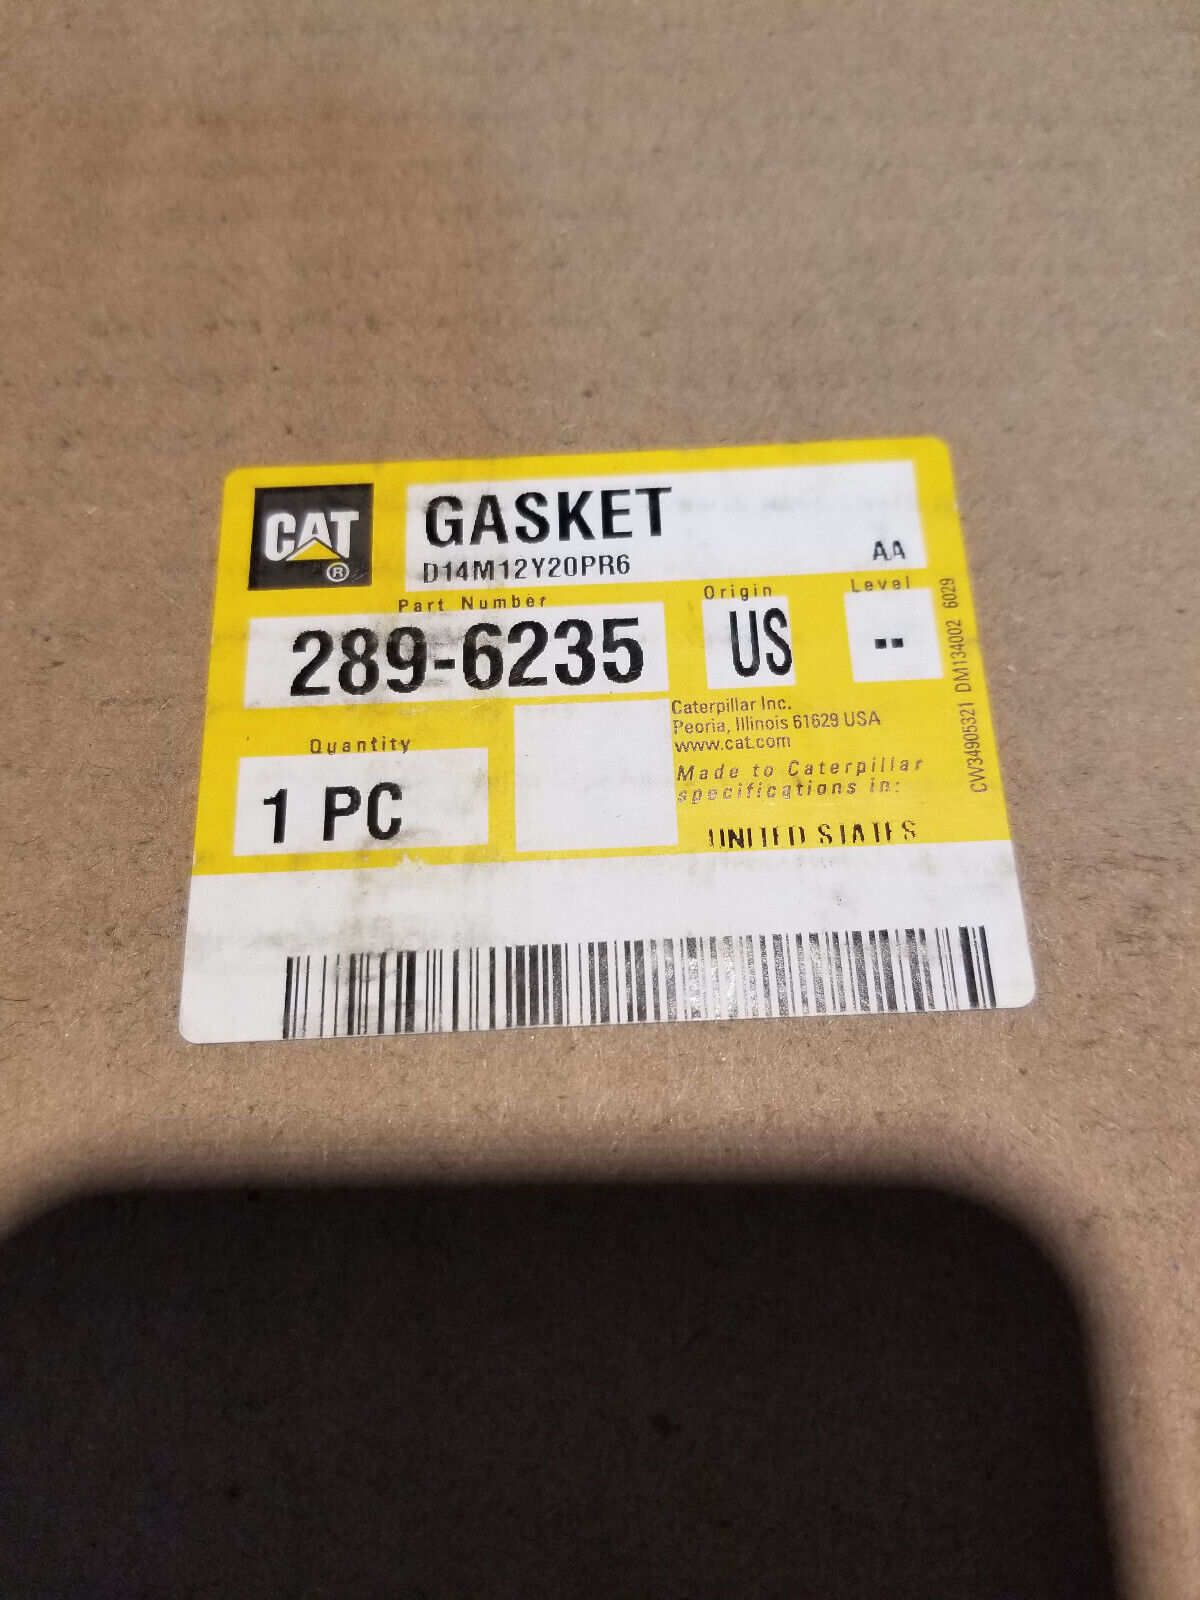 CAT®
GASKET
D14M12Y20PR6
AA
Part Number
Origin
Level
289-6235
US
--
Caterpillar Inc.
Peoria, Illinois 61629 USA
www.cat.com
Quantity
1 PC
Made to Caterpillar
specifications in:
UNITED STATES
CW34905321 DM134002 6029